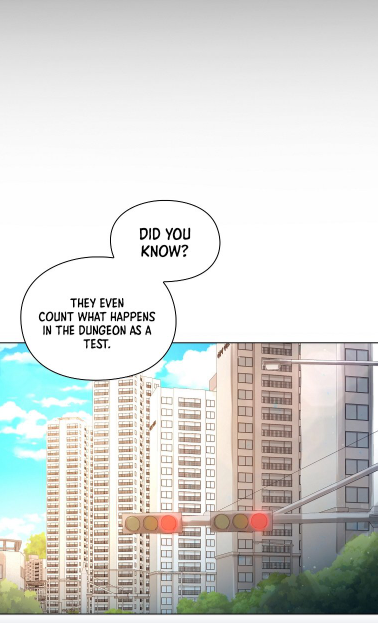 DID YOU
KNOW?
THEY EVEN
COUNT WHAT HAPPENS
IN THE DUNGEON AS A
TEST.